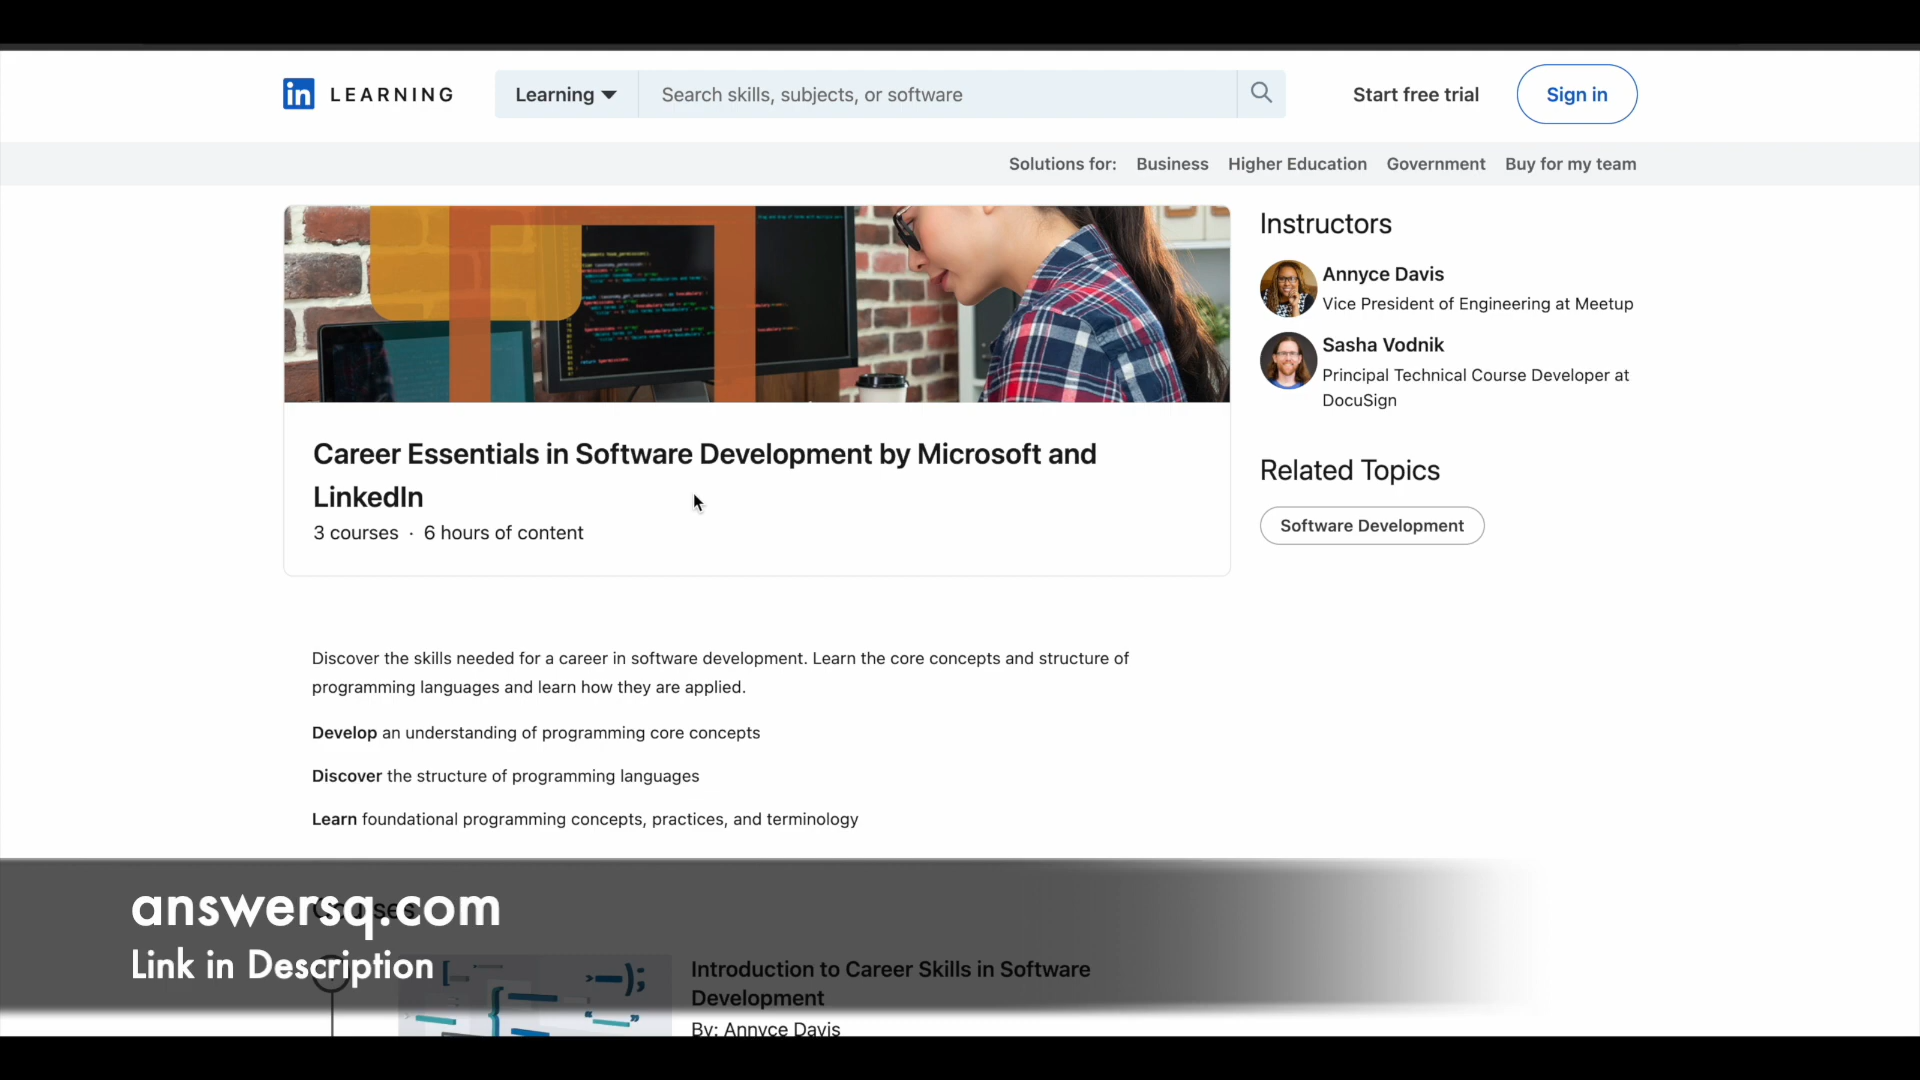 in LEARNING
Learning
Search skills, subjects, or software
Start free trial
Sign in
Solutions for: Business Higher Education Government Buy for my team
Career Essentials in Software Development by Microsoft and
LinkedIn
3 courses · 6 hours of content
Instructors
Annyce Davis
Vice President of Engineering at Meetup
Sasha Vodnik
Principal Technical Course Developer at
DocuSign
Related Topics
Software Development
Discover the skills needed for a career in software development. Learn the core concepts and structure of
programming languages and learn how they are applied.
Develop an understanding of programming core concepts
Discover the structure of programming languages
Learn foundational programming concepts, practices, and terminology
Courses
answersq.com
Link in Description
Introduction to Career Skills in Software
Development
By: Annyce Davis